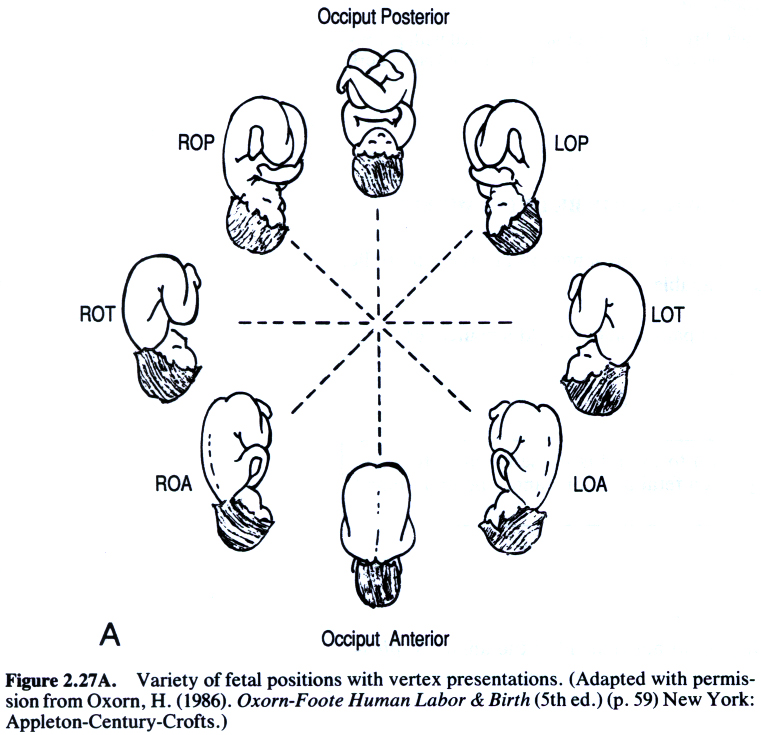 Occiput Posterior
ROP
LOP
ROT
LOT
ROA
LOA
A
Occiput Anterior
Figure 2.27A. Variety of fetal positions with vertex presentations. (Adapted with permis-
sion from Oxorn, H. (1986). Oxorn-Foote Human Labor & Birth (5th ed.) (p. 59) New York:
Appleton-Century-Crofts.)